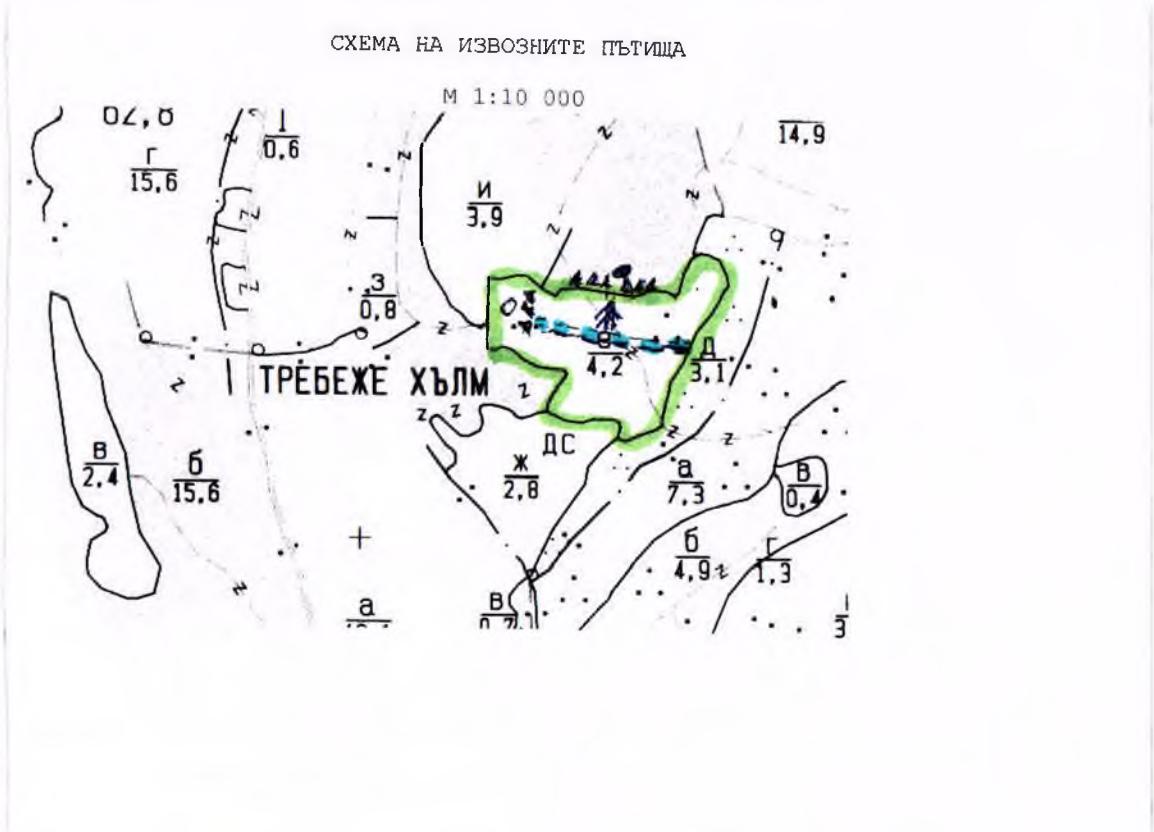 СХЕМА НА ИЗВОЗНИТЕ ПЪТИЩА
М 1:10 000
14,9
0,6
г
15,6
и
3,9
з
0,8
в
4,2
Д
3,1
ТРЕБЕЖЕ ХЪЛМ
ДС
в
2,4
б
15,6
ж
2,8
а
7,3
в
0,4
б
4,9
г
1,3
а
в
3